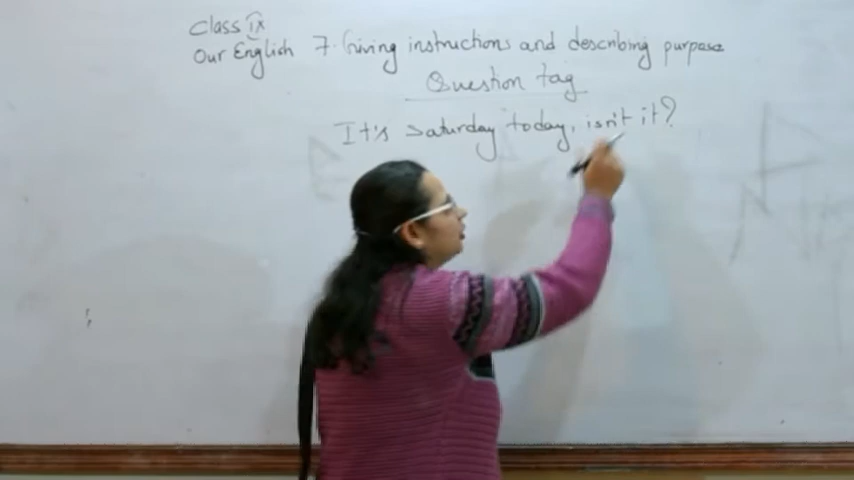 Class IX
Our English 7. Giving instructions and describing purpose
Question tag
It's Saturday today, isn't it?